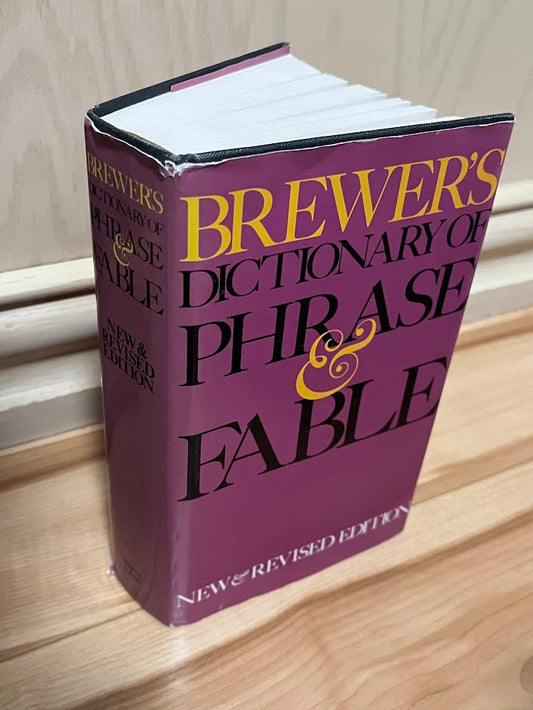 BREWER'S
DICTIONARY OF
PHRASE
&
FABLE
NEW &
REVISED
EDITION
BREWER'S
DICTIONARY OF
PHRASE
&
FABLE
NEW & REVISED EDITION